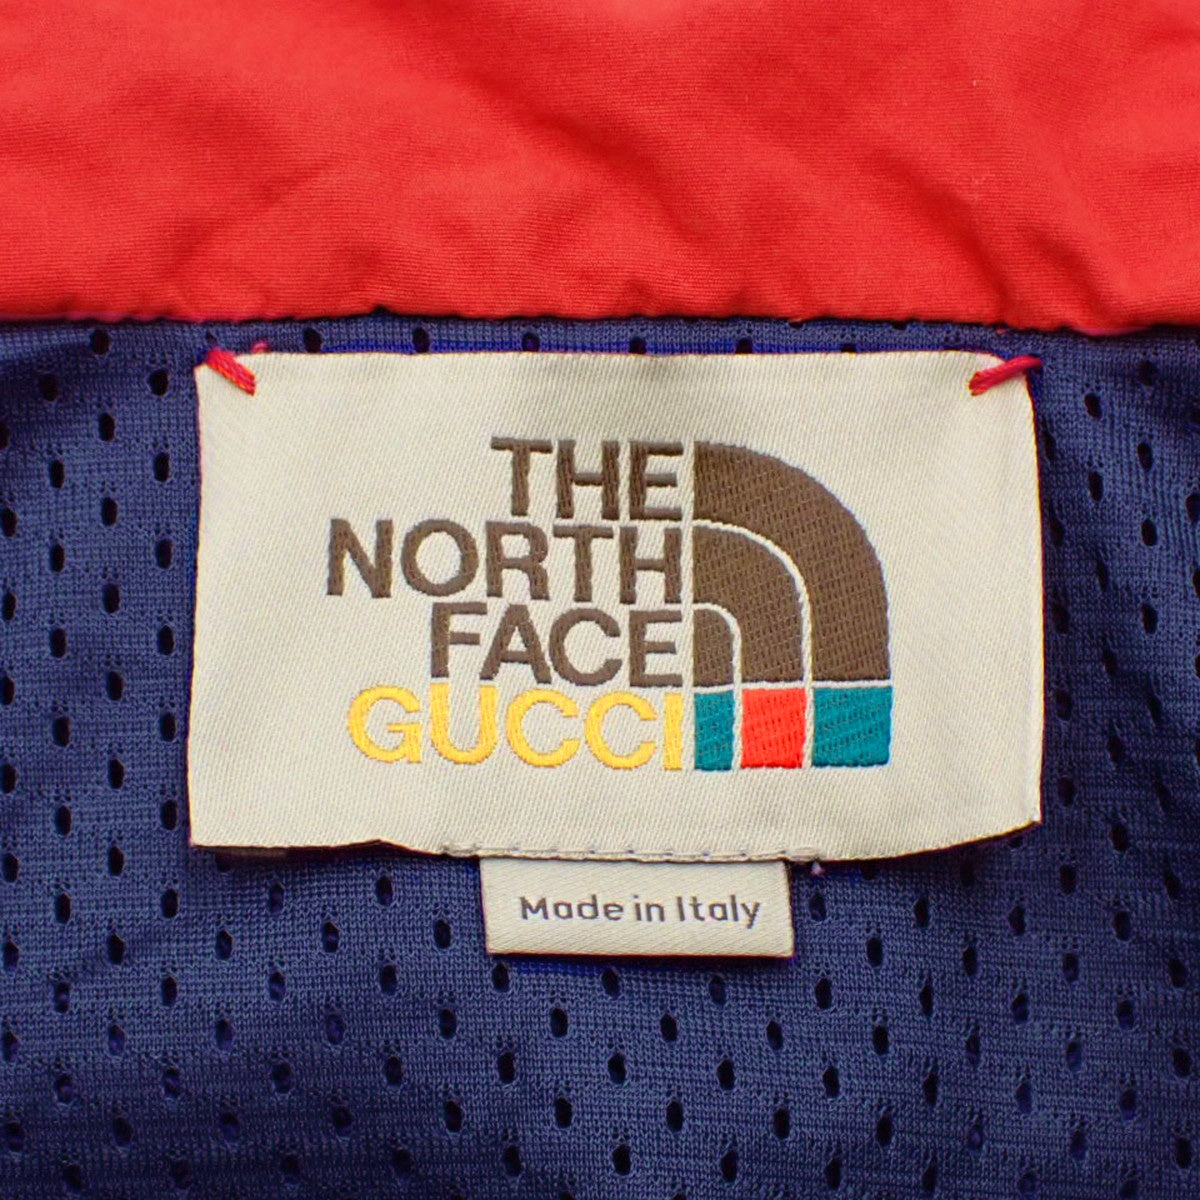 THE
NORTH
FACE
GUCCI
Made in Italy